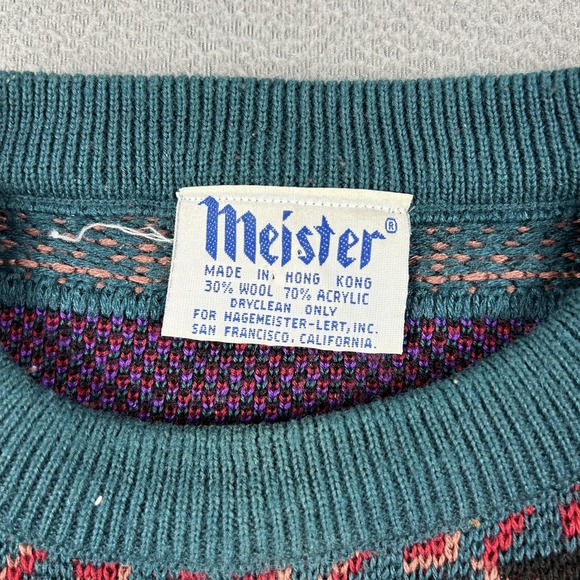 Meister®
MADE IN HONG KONG
30% WOOL 70% ACRYLIC
DRYCLEAN ONLY
FOR HAGEMEISTER-LERT, INC.
SAN FRANCISCO, CALIFORNIA.